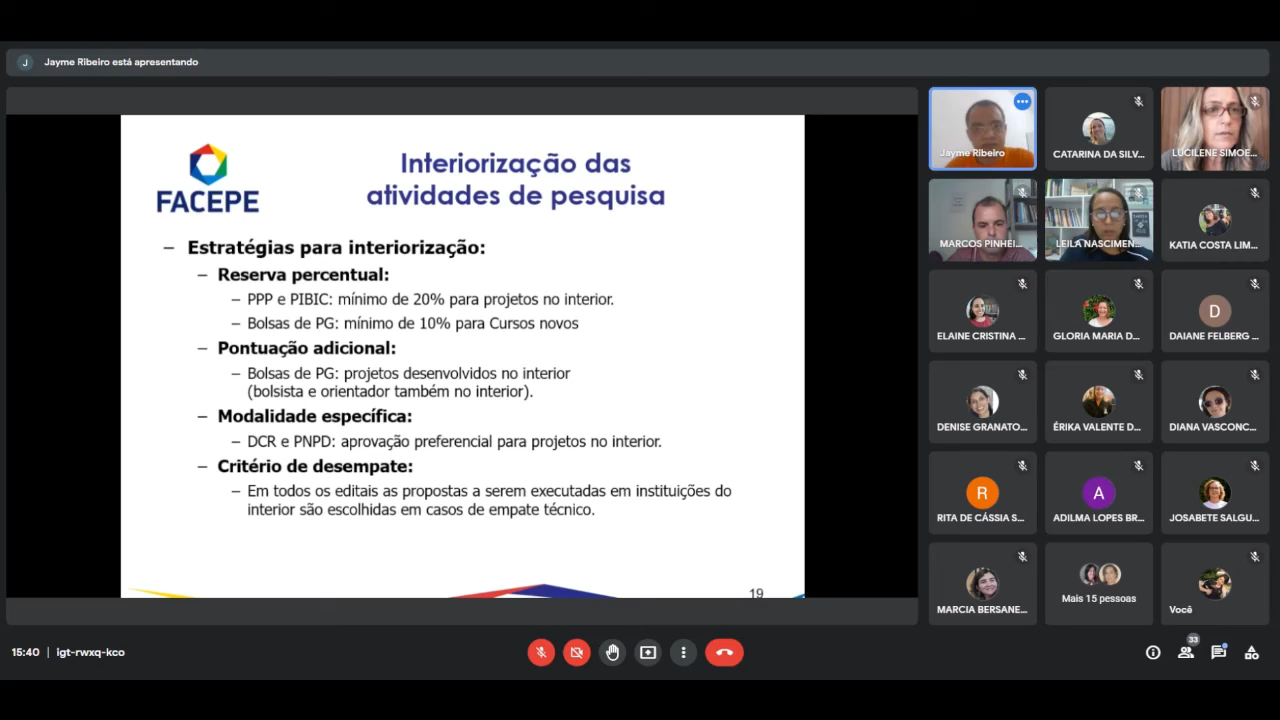 J
Jayme Ribeiro está apresentando
FACEPE
Interiorização das
atividades de pesquisa
– Estratégias para interiorização:
– Reserva percentual:
– PPP e PIBIC: mínimo de 20% para projetos no interior.
– Bolsas de PG: mínimo de 10% para Cursos novos
– Pontuação adicional:
– Bolsas de PG: projetos desenvolvidos no interior
(bolsista e orientador também no interior).
– Modalidade específica:
– DCR e PNPD: aprovação preferencial para projetos no interior.
– Critério de desempate:
– Em todos os editais as propostas a serem executadas em instituições do
interior são escolhidas em casos de empate técnico.
19
Jayme Ribeiro
CATARINA DA SILV...
LUCILENE SIMOE...
MARCOS PINHEI...
LEILA NASCIMEN...
KATIA COSTA LIM...
ELAINE CRISTINA ...
GLORIA MARIA D...
D
DAIANE FELBERG ...
DENISE GRANATO...
ÉRIKA VALENTE D...
DIANA VASCONC...
R
RITA DE CÁSSIA S...
A
ADILMA LOPES BR...
JOSABETE SALGU...
MARCIA BERSANE...
Mais 15 pessoas
Você
15:40 | igt-rwxq-kco
33